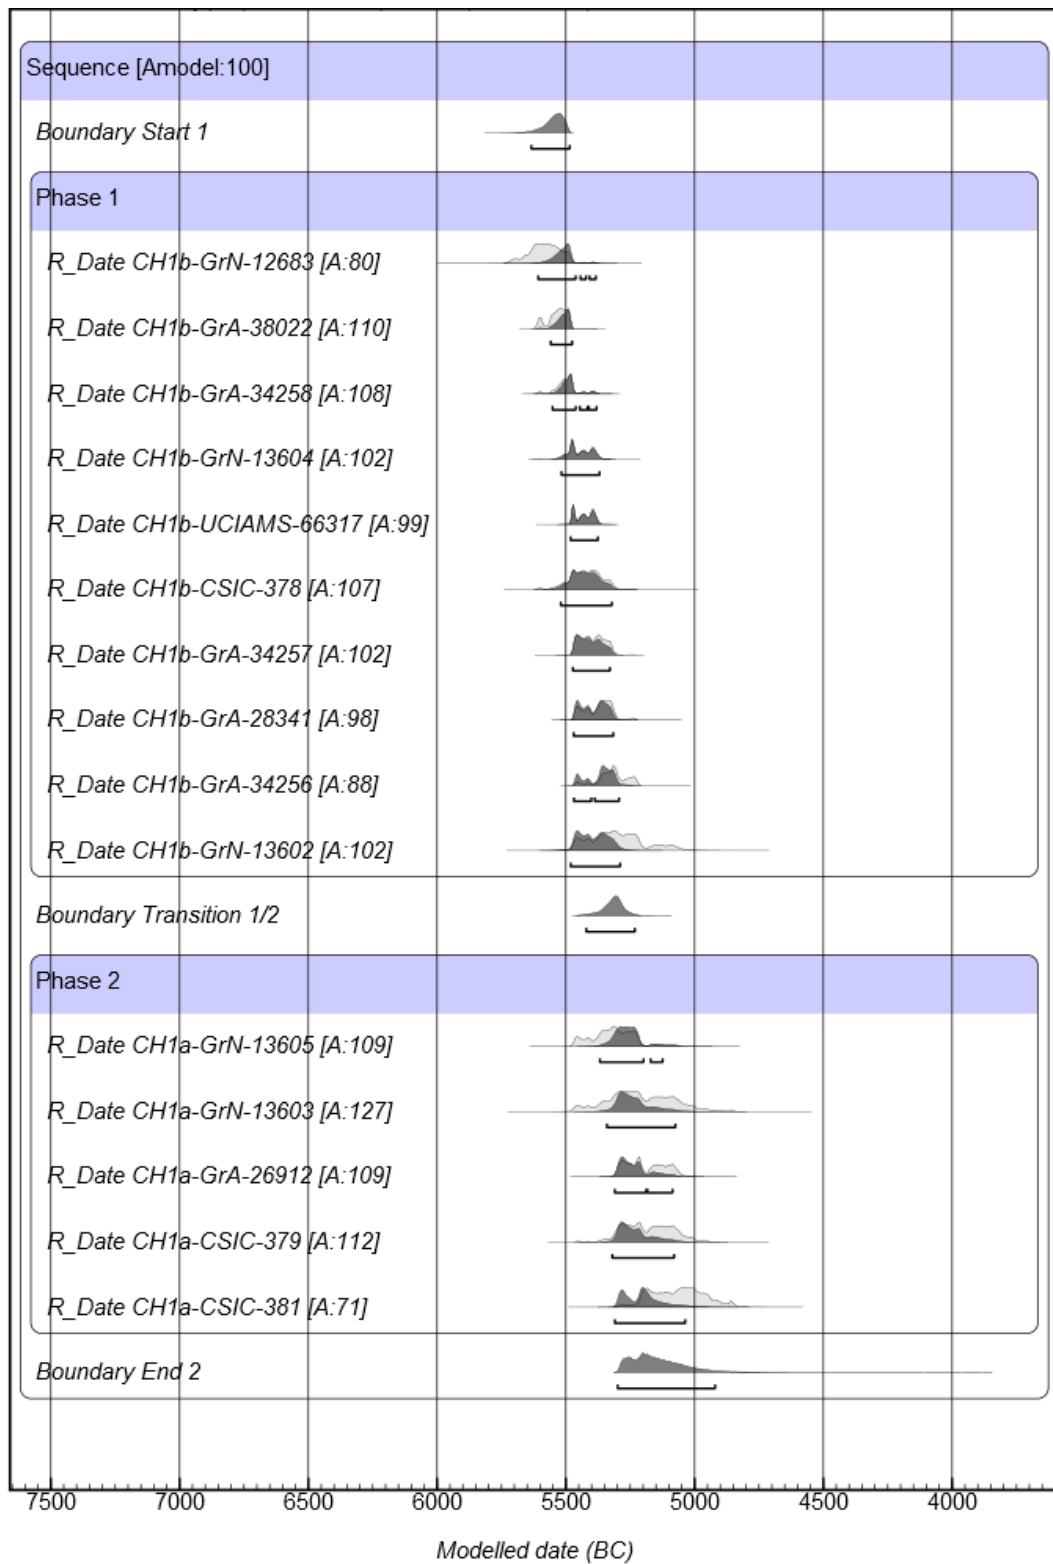 Sequence [Amodel:100]
Boundary Start 1
Phase 1
R_Date CH1b-GrN-12683 [A:80]
R_Date CH1b-GrA-38022 [A:110]
R_Date CH1b-GrA-34258 [A:108]
R_Date CH1b-GrN-13604 [A:102]
R_Date CH1b-UCIAMS-66317 [A:99]
R_Date CH1b-CSIC-378 [A:107]
R_Date CH1b-GrA-34257 [A:102]
R_Date CH1b-GrA-28341 [A:98]
R_Date CH1b-GrA-34256 [A:88]
R_Date CH1b-GrN-13602 [A:102]
Boundary Transition 1/2
Phase 2
R_Date CH1a-GrN-13605 [A:109]
R_Date CH1a-GrN-13603 [A:127]
R_Date CH1a-GrA-26912 [A:109]
R_Date CH1a-CSIC-379 [A:112]
R_Date CH1a-CSIC-381 [A:71]
Boundary End 2
7500 7000 6500 6000 5500 5000 4500 4000
Modelled date (BC)